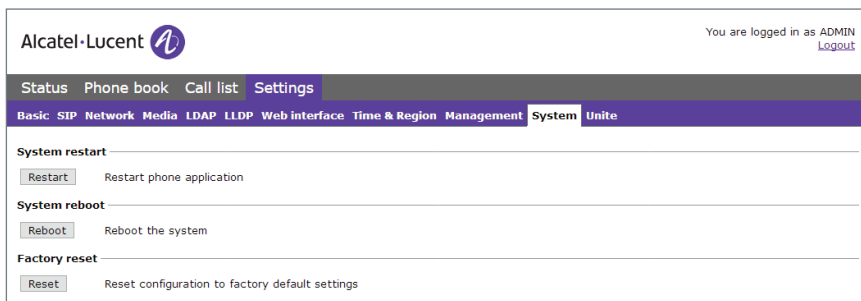 Alcatel·Lucent
You are logged in as ADMIN
Logout
Status Phone book Call list Settings
Basic SIP Network Media LDAP LLDP Web interface Time & Region Management System Unite
System restart
Restart Restart phone application
System reboot
Reboot Reboot the system
Factory reset
Reset Reset configuration to factory default settings